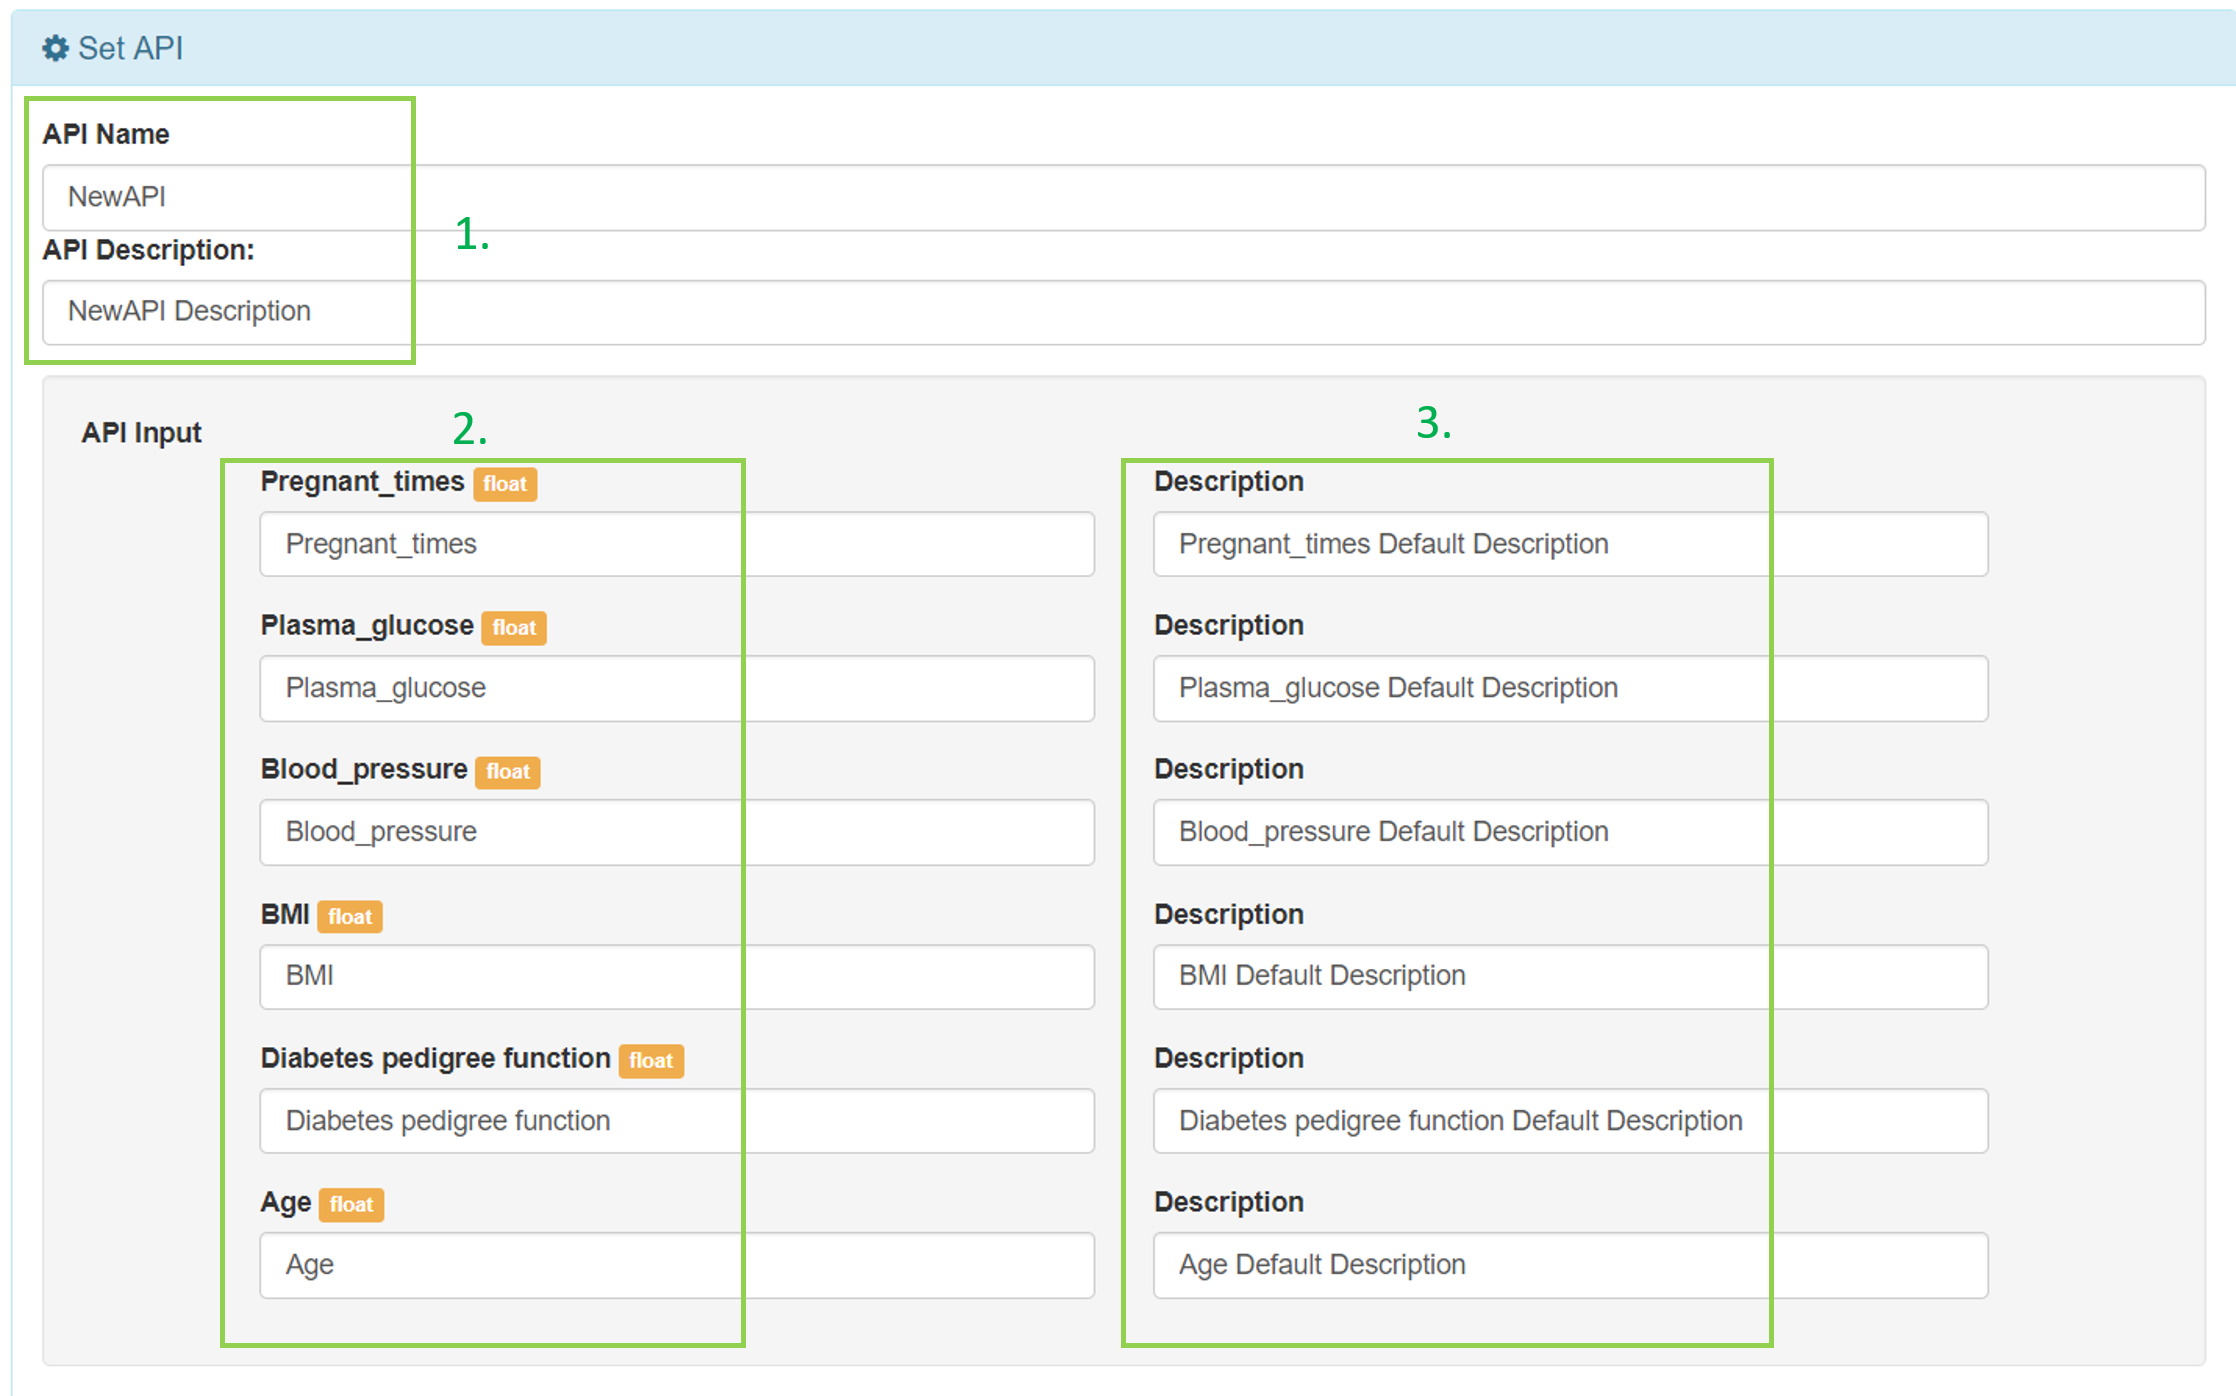 Set API
API Name
NewAPI
1.
API Description:
NewAPI Description
API Input
2.
3.
Pregnant_times float
Description
Pregnant_times
Pregnant_times Default Description
Plasma_glucose float
Description
Plasma_glucose
Plasma_glucose Default Description
Blood_pressure float
Description
Blood_pressure
Blood_pressure Default Description
BMI float
Description
BMI
BMI Default Description
Diabetes pedigree function float
Description
Diabetes pedigree function
Diabetes pedigree function Default Description
Age float
Description
Age
Age Default Description